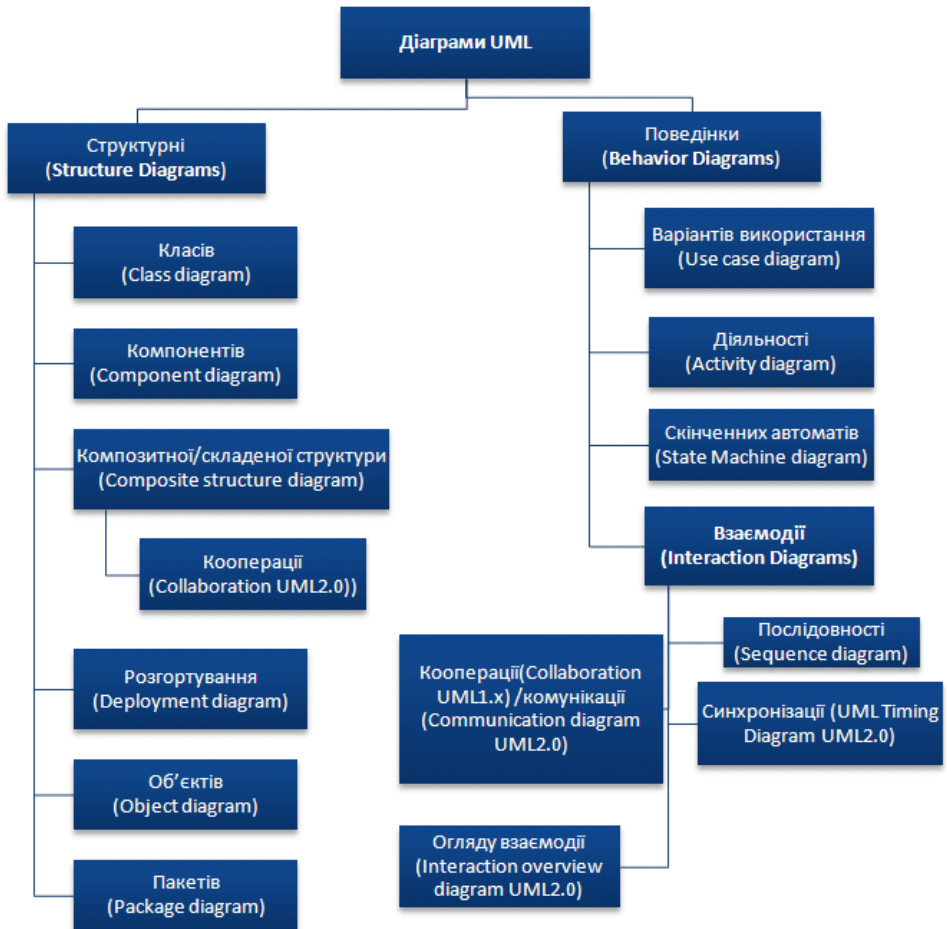 Діаграми UML
Структурні
(Structure Diagrams)
Класів
(Class diagram)
Компонентів
(Component diagram)
Композитної/складеної структури
(Composite structure diagram)
Кооперації
(Collaboration UML2.0))
Розгортування
(Deployment diagram)
Об’єктів
(Object diagram)
Пакетів
(Package diagram)
Поведінки
(Behavior Diagrams)
Варіантів використання
(Use case diagram)
Діяльності
(Activity diagram)
Скінченних автоматів
(State Machine diagram)
Взаємодії
(Interaction Diagrams)
Послідовності
(Sequence diagram)
Кооперації(Collaboration
UML1.x) /комунікації
(Communication diagram
UML2.0)
Синхронізації (UML Timing
Diagram UML2.0)
Огляду взаємодії
(Interaction overview
diagram UML2.0)